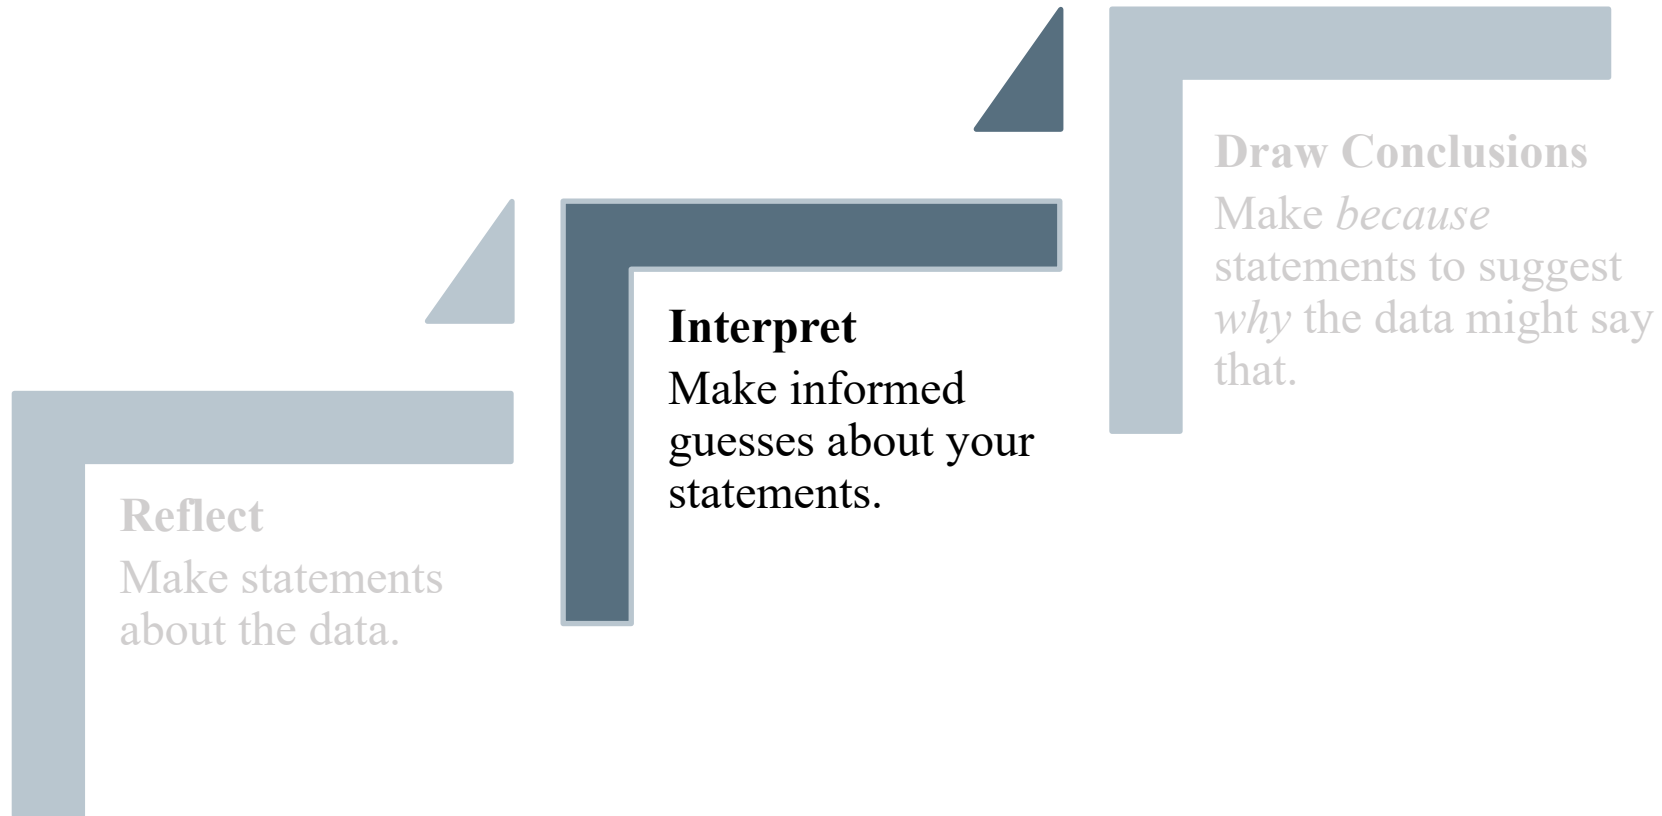 Reflect
Make statements
about the data.
Interpret
Make informed
guesses about your
statements.
Draw Conclusions
Make because
statements to suggest
why the data might say
that.